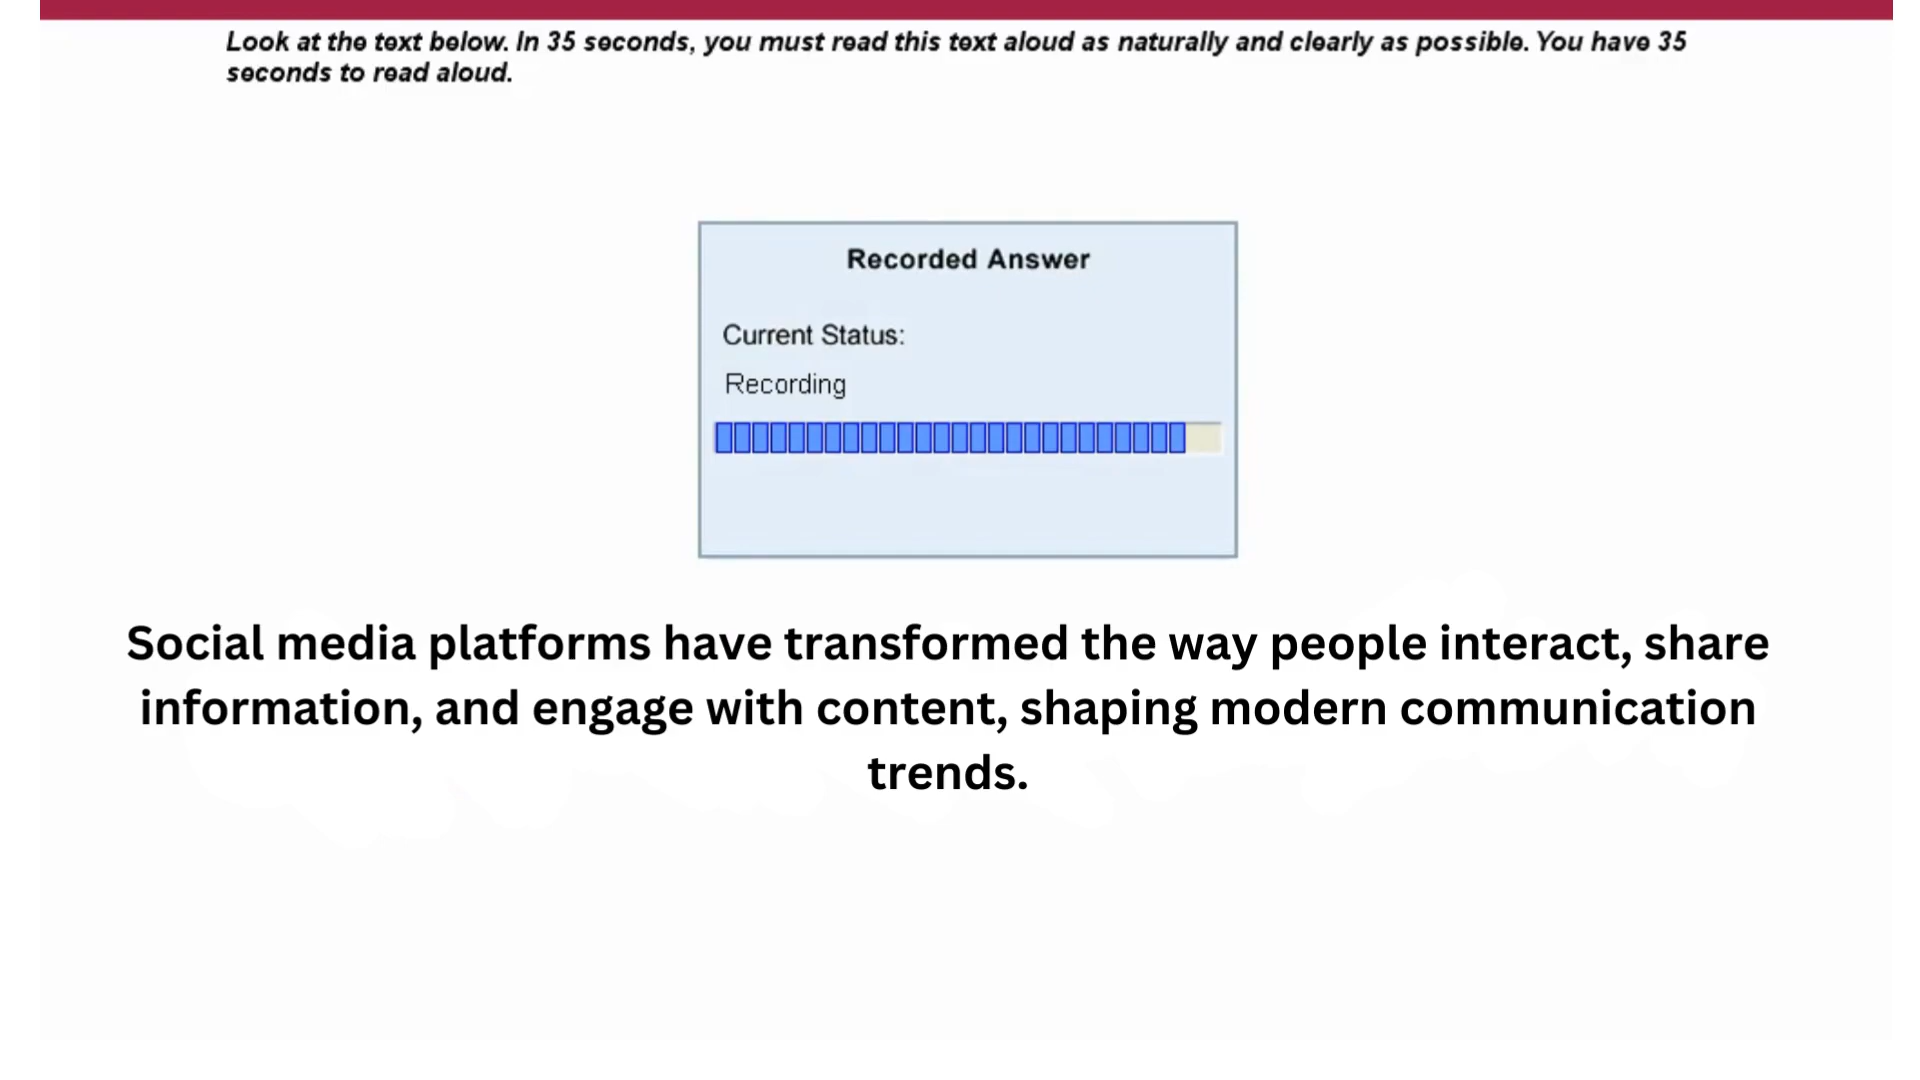 Look at the text below. In 35 seconds, you must read this text aloud as naturally and clearly as possible. You have 35
seconds to read aloud.
Recorded Answer
Current Status:
Recording
Social media platforms have transformed the way people interact, share
information, and engage with content, shaping modern communication
trends.